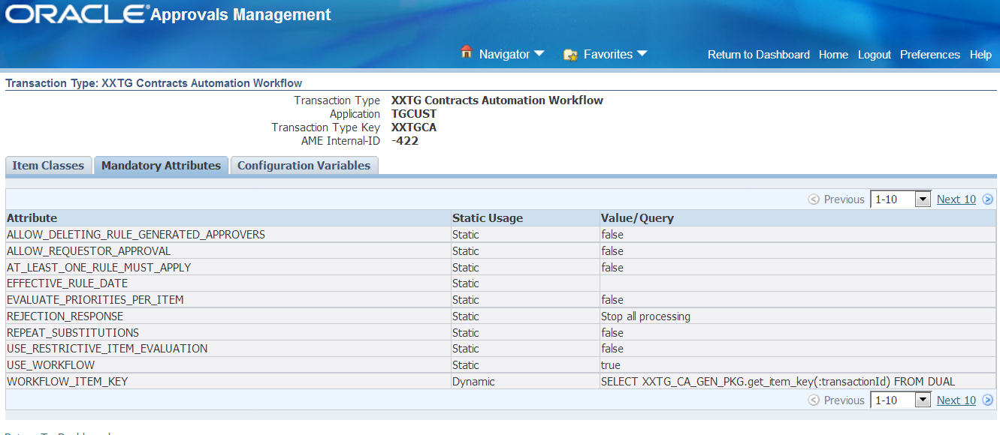 ORACLE® Approvals Management
Navigator Favorites Return to Dashboard Home Logout Preferences Help
Transaction Type: XXTG Contracts Automation Workflow
Transaction Type XXTG Contracts Automation Workflow
Application TGCUST
Transaction Type Key XXTGCA
AME Internal-ID -422
Item Classes Mandatory Attributes Configuration Variables
Previous 1-10 Next 10
Attribute Static Usage Value/Query
ALLOW_DELETING_RULE_GENERATED_APPROVERS Static false
ALLOW_REQUESTOR_APPROVAL Static false
AT_LEAST_ONE_RULE_MUST_APPLY Static false
EFFECTIVE_RULE_DATE Static
EVALUATE_PRIORITIES_PER_ITEM Static false
REJECTION_RESPONSE Static Stop all processing
REPEAT_SUBSTITUTIONS Static false
USE_RESTRICTIVE_ITEM_EVALUATION Static false
USE_WORKFLOW Static true
WORKFLOW_ITEM_KEY Dynamic SELECT XXTG_CA_GEN_PKG.get_item_key(:transactionId) FROM DUAL
Previous 1-10 Next 10